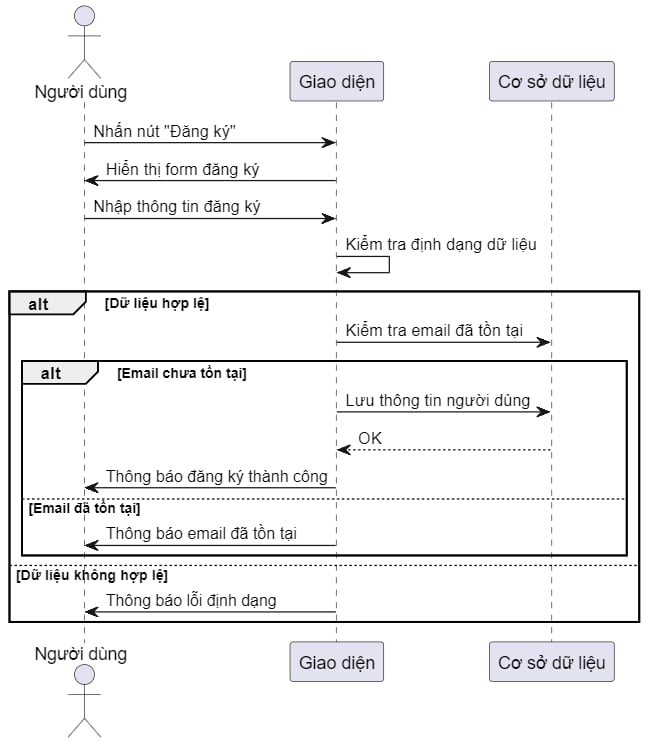 Người dùng
Giao diện
Cơ sở dữ liệu
Nhấn nút "Đăng ký"
Hiển thị form đăng ký
Nhập thông tin đăng ký
Kiểm tra định dạng dữ liệu
alt [Dữ liệu hợp lệ]
Kiểm tra email đã tồn tại
alt [Email chưa tồn tại]
Lưu thông tin người dùng
OK
Thông báo đăng ký thành công
[Email đã tồn tại]
Thông báo email đã tồn tại
[Dữ liệu không hợp lệ]
Thông báo lỗi định dạng
Người dùng
Giao diện
Cơ sở dữ liệu